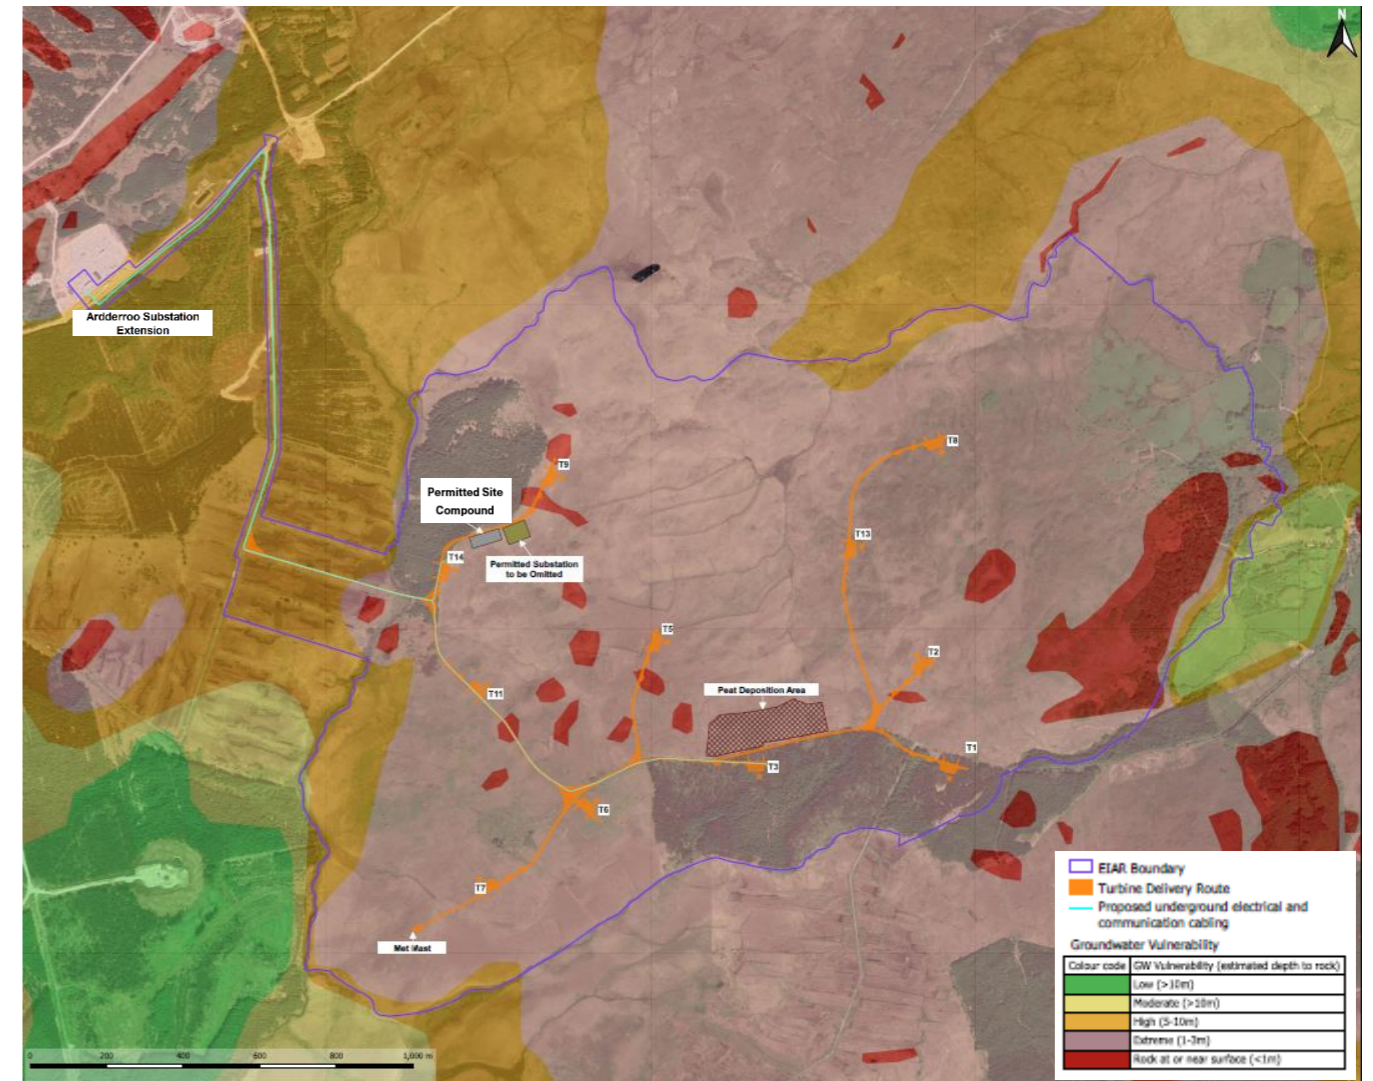 N
Ardderroo Substation
Extension
T8
T9
Permitted Site
Compound
T13
T14
Permitted Substation
to be Omitted
T5
T2
Peat Deposition Area
T11
T1
T3
T6
T7
Met Mast
EIAR Boundary
Turbine Delivery Route
Proposed underground electrical and
communication cabling
Groundwater Vulnerability
Colour code GW Vulnerability (estimated depth to rock)
Low (>10m)
Moderate (>10m)
High (5-10m)
Extreme (1-3m)
Rock at or near surface (<1m)
0 200 400 600 800 1,000 m